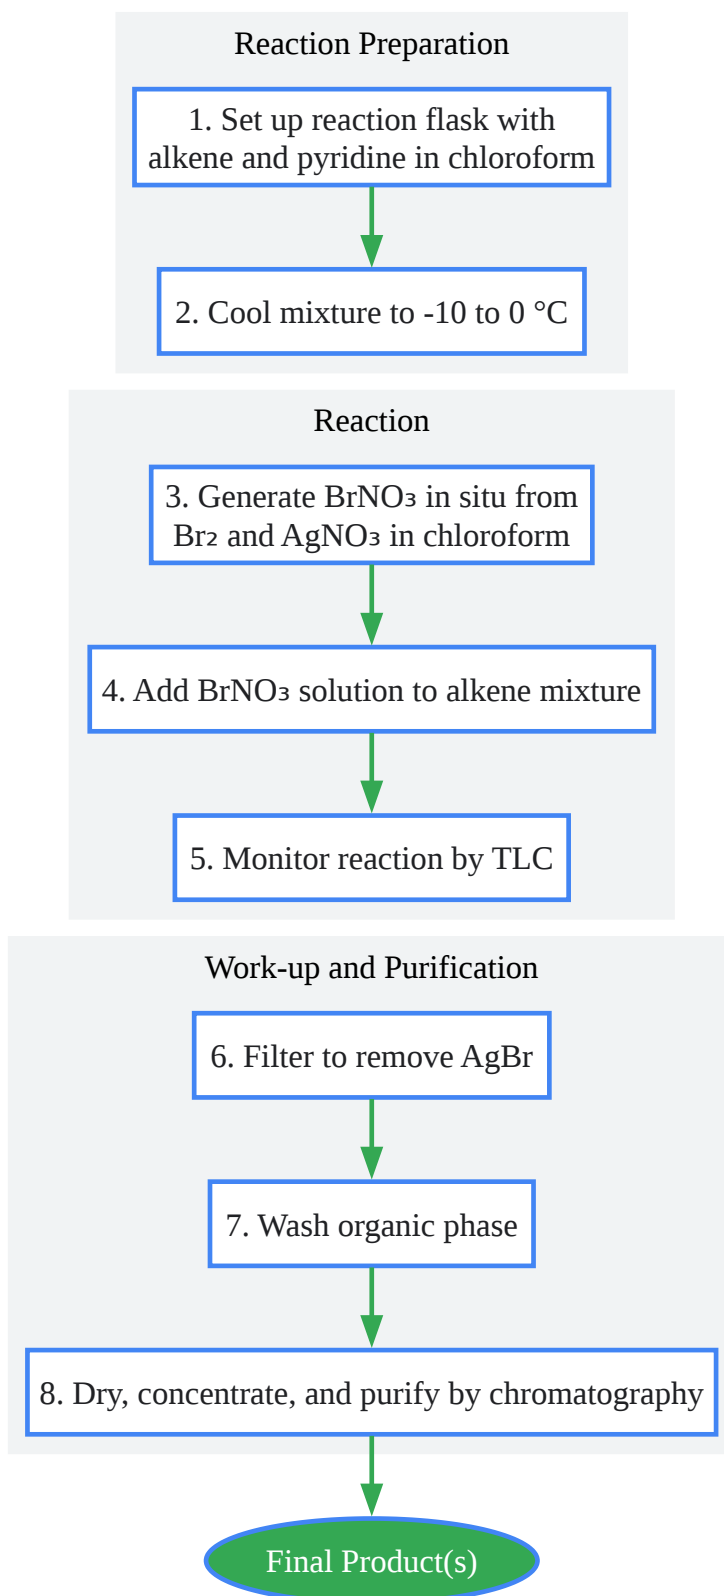 Reaction Preparation
1. Set up reaction flask with
alkene and pyridine in chloroform
2. Cool mixture to -10 to 0 °C
Reaction
3. Generate BrNO₃ in situ from
Br₂ and AgNO₃ in chloroform
4. Add BrNO₃ solution to alkene mixture
5. Monitor reaction by TLC
Work-up and Purification
6. Filter to remove AgBr
7. Wash organic phase
8. Dry, concentrate, and purify by chromatography
Final Product(s)